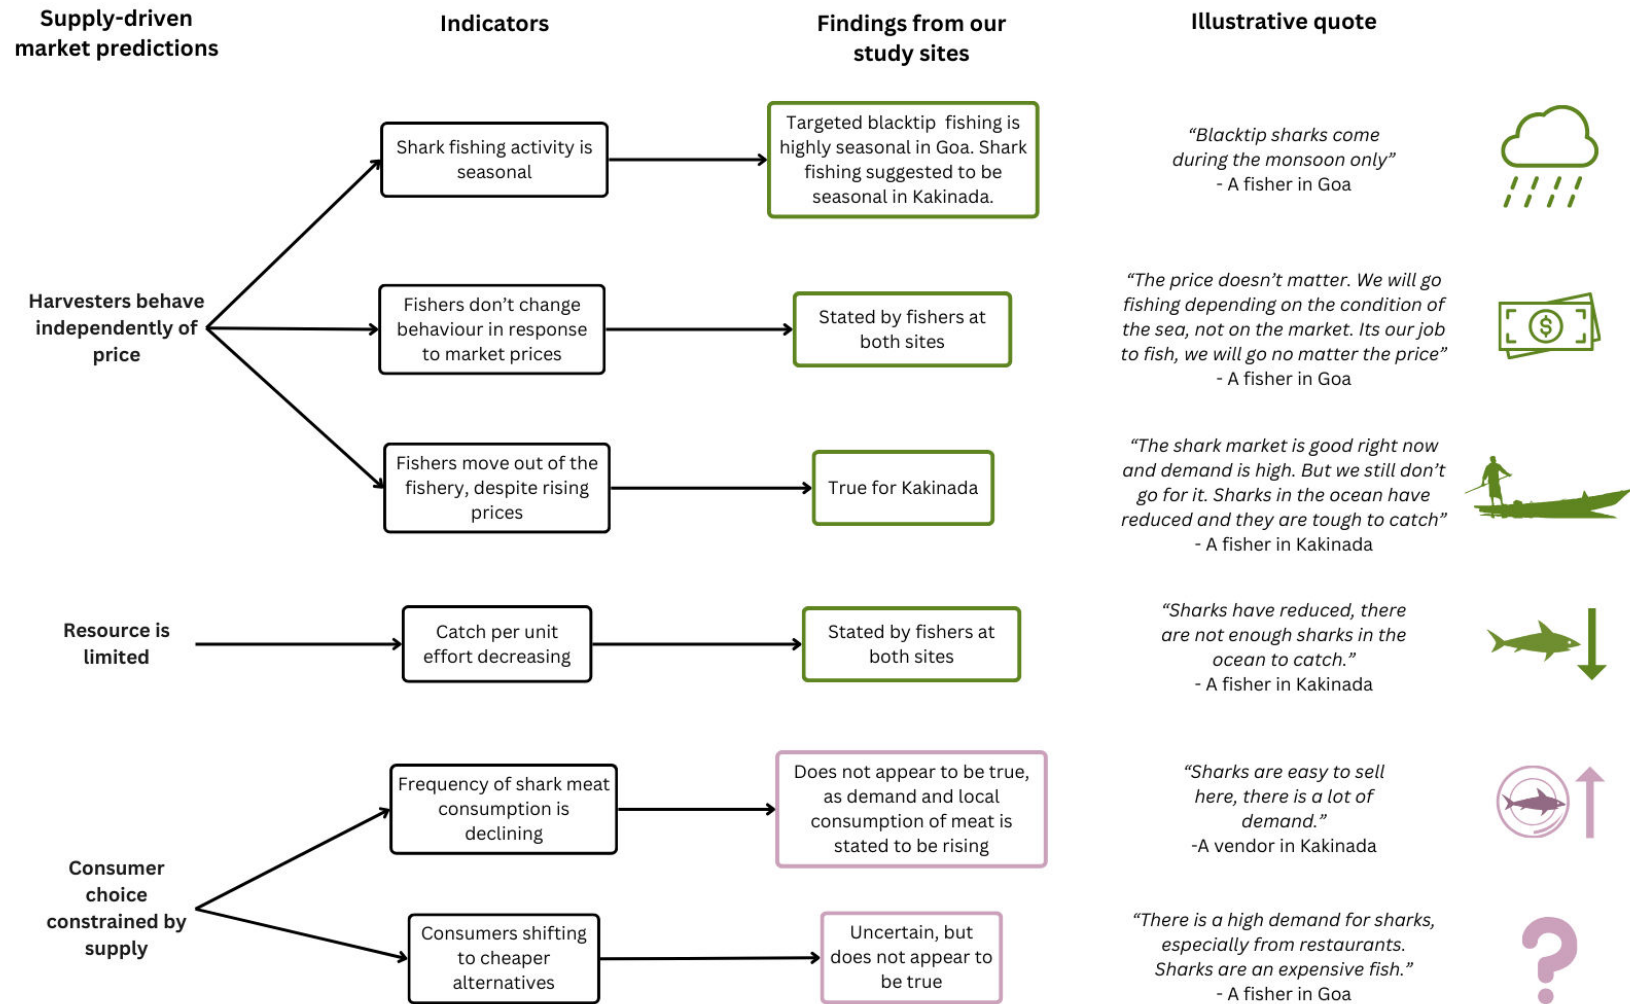 Supply-driven
market predictions
Indicators
Findings from our
study sites
Illustrative quote
Harvesters behave
independently of
price
Shark fishing activity is
seasonal
Targeted blacktip fishing is
highly seasonal in Goa. Shark
fishing suggested to be
seasonal in Kakinada.
“Blacktip sharks come
during the monsoon only”
- A fisher in Goa
Fishers don’t change
behaviour in response
to market prices
Stated by fishers at
both sites
“The price doesn’t matter. We will go
fishing depending on the condition of
the sea, not on the market. Its our job
to fish, we will go no matter the price”
- A fisher in Goa
Fishers move out of the
fishery, despite rising
prices
True for Kakinada
“The shark market is good right now
and demand is high. But we still don’t
go for it. Sharks in the ocean have
reduced and they are tough to catch”
- A fisher in Kakinada
Resource is
limited
Catch per unit
effort decreasing
Stated by fishers at
both sites
“Sharks have reduced, there
are not enough sharks in the
ocean to catch.”
- A fisher in Kakinada
Consumer
choice
constrained by
supply
Frequency of shark meat
consumption is
declining
Does not appear to be true,
as demand and local
consumption of meat is
stated to be rising
“Sharks are easy to sell
here, there is a lot of
demand.”
-A vendor in Kakinada
Consumers shifting
to cheaper
alternatives
Uncertain, but
does not appear to
be true
“There is a high demand for sharks,
especially from restaurants.
Sharks are an expensive fish.”
- A fisher in Goa
$
?